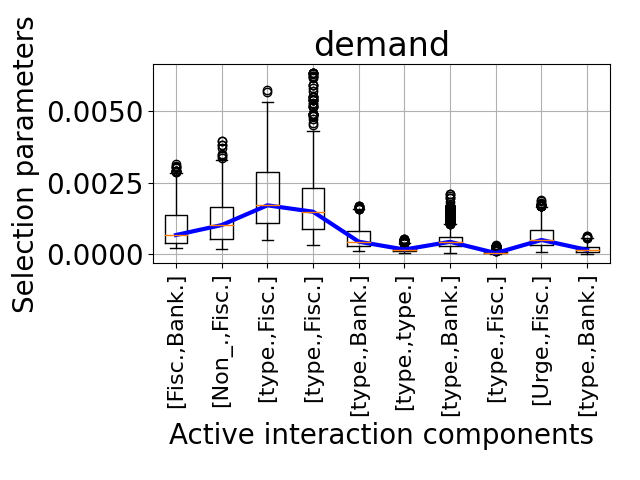 demand
Selection parameters
0.0050
0.0025
0.0000
[Fisc.,Bank.]
[Non_.,Fisc.]
[type.,Fisc.]
[type.,Fisc.]
[type.,Bank.]
[type.,type.]
[type.,Bank.]
[type.,Fisc.]
[Urge.,Fisc.]
[type.,Bank.]
Active interaction components